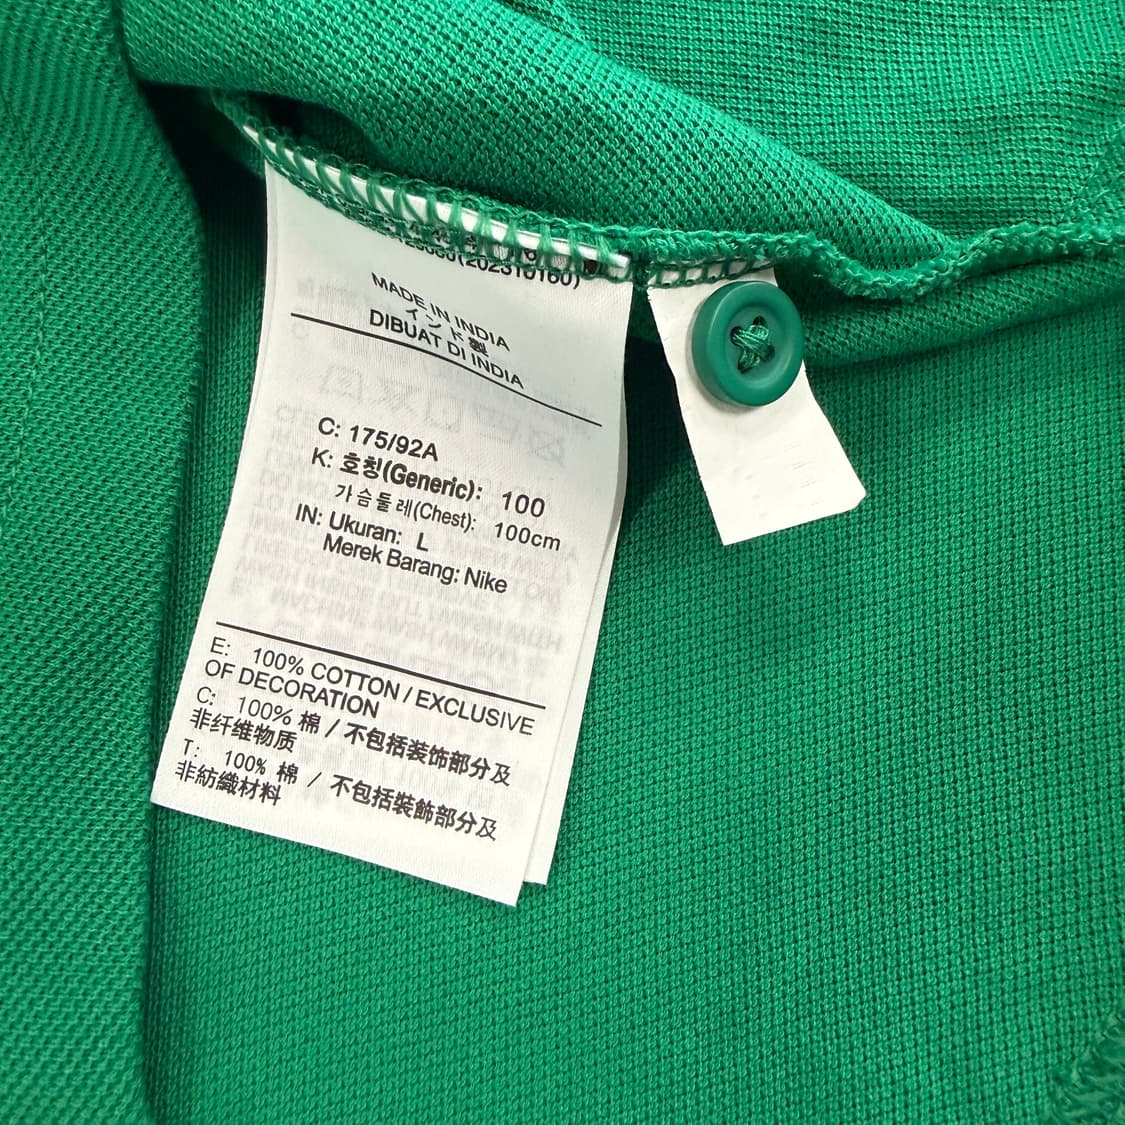 (202310160)
MADE IN INDIA
インド製
DIBUAT DI INDIA
C: 175/92A
K: 호칭(Generic): 100
가슴둘레(Chest): 100cm
IN: Ukuran: L
Merek Barang: Nike
E: 100% COTTON / EXCLUSIVE
OF DECORATION
C: 100% 棉 / 不包括装饰部分及
非纤维物质
T: 100% 棉 / 不包括裝飾部分及
非紡織材料